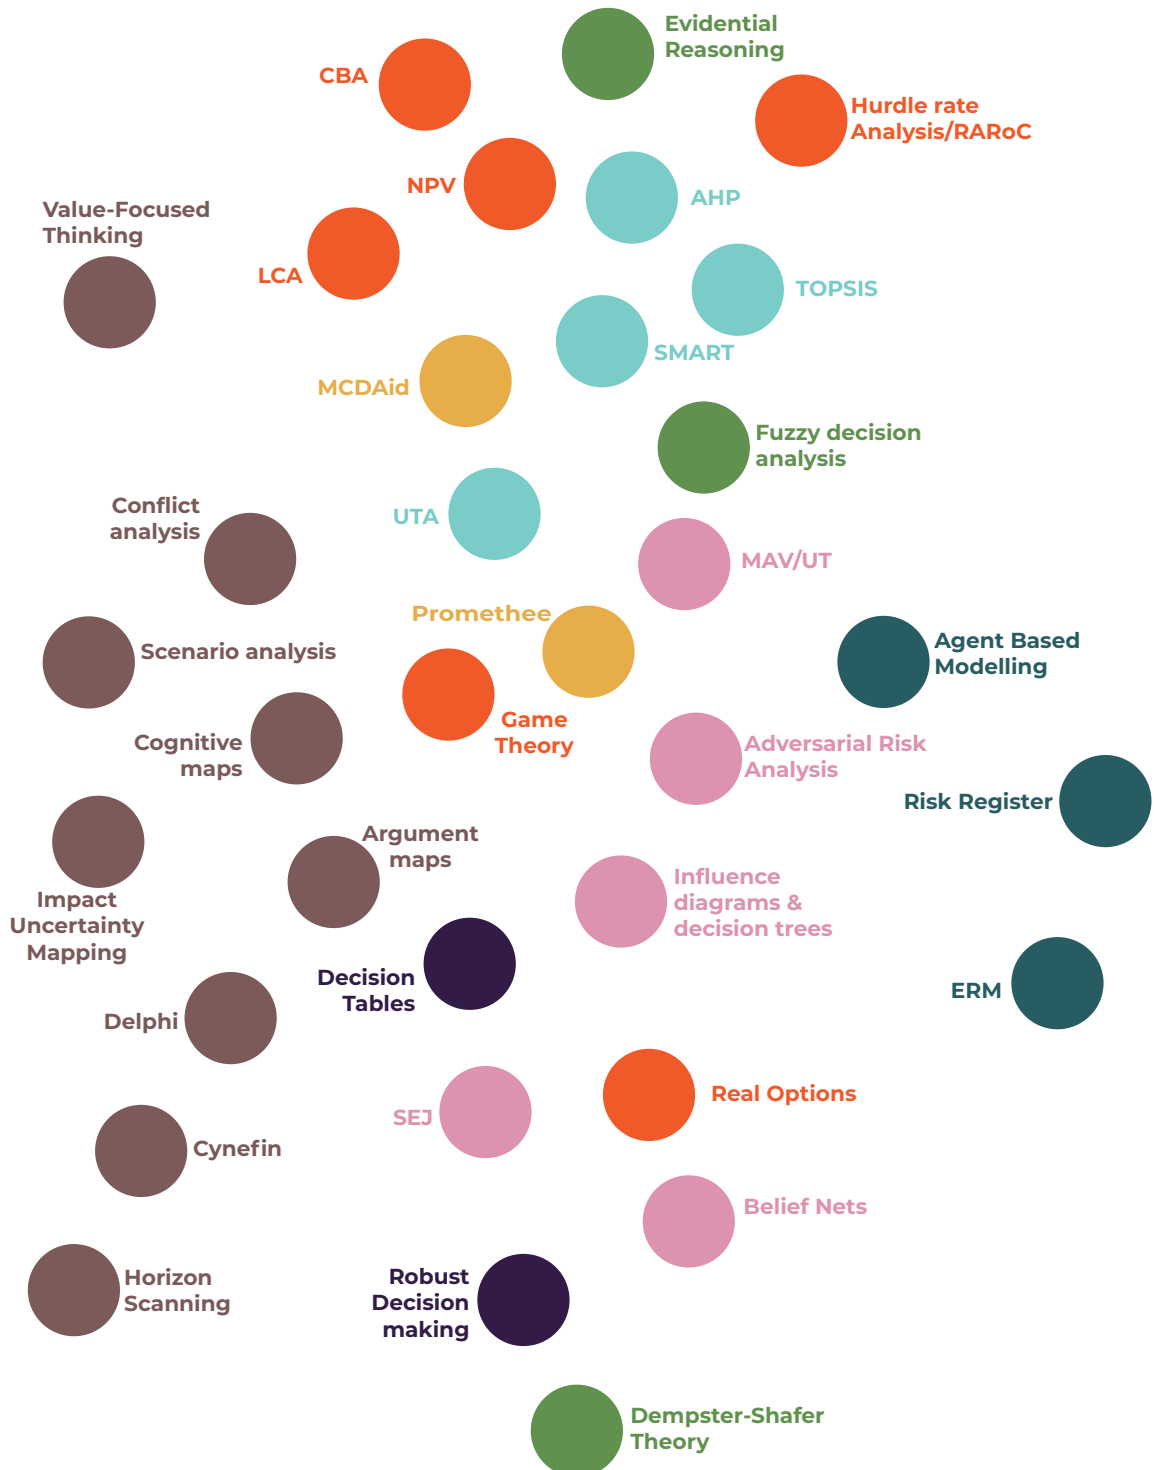 Evidential
Reasoning
CBA
Hurdle rate
Analysis/RARoC
NPV
AHP
Value-Focused
Thinking
LCA
TOPSIS
SMART
MCDAid
Fuzzy decision
analysis
Conflict
analysis
UTA
MAV/UT
Promethee
Scenario analysis
Agent Based
Modelling
Game
Theory
Cognitive
maps
Adversarial Risk
Analysis
Risk Register
Argument
maps
Impact
Uncertainty
Mapping
Influence
diagrams &
decision trees
Decision
Tables
ERM
Delphi
Real Options
SEJ
Cynefin
Belief Nets
Horizon
Scanning
Robust
Decision
making
Dempster-Shafer
Theory